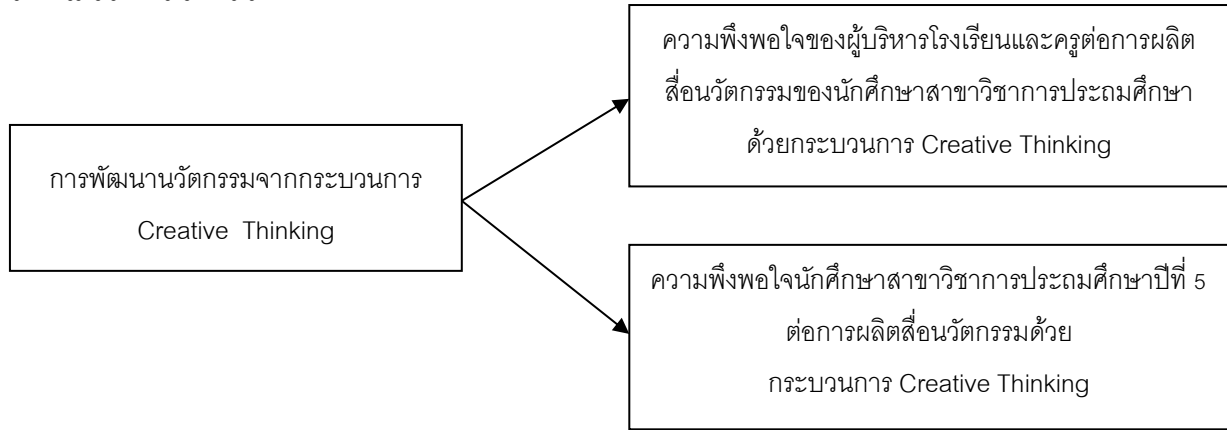 การพัฒนานวัตกรรมจากกระบวนการ
Creative Thinking
ความพึงพอใจของผู้บริหารโรงเรียนและครูต่อการผลิต
สื่อนวัตกรรมของนักศึกษาสาขาวิชาการประถมศึกษา
ด้วยกระบวนการ Creative Thinking
ความพึงพอใจนักศึกษาสาขาวิชาการประถมศึกษาปีที่ 5
ต่อการผลิตสื่อนวัตกรรมด้วย
กระบวนการ Creative Thinking